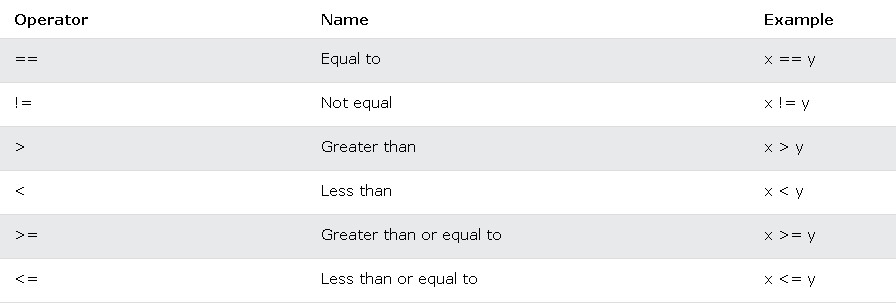 Operator Name Example
== Equal to x == y
!= Not equal x != y
> Greater than x > y
< Less than x < y
>= Greater than or equal to x >= y
<= Less than or equal to x <= y